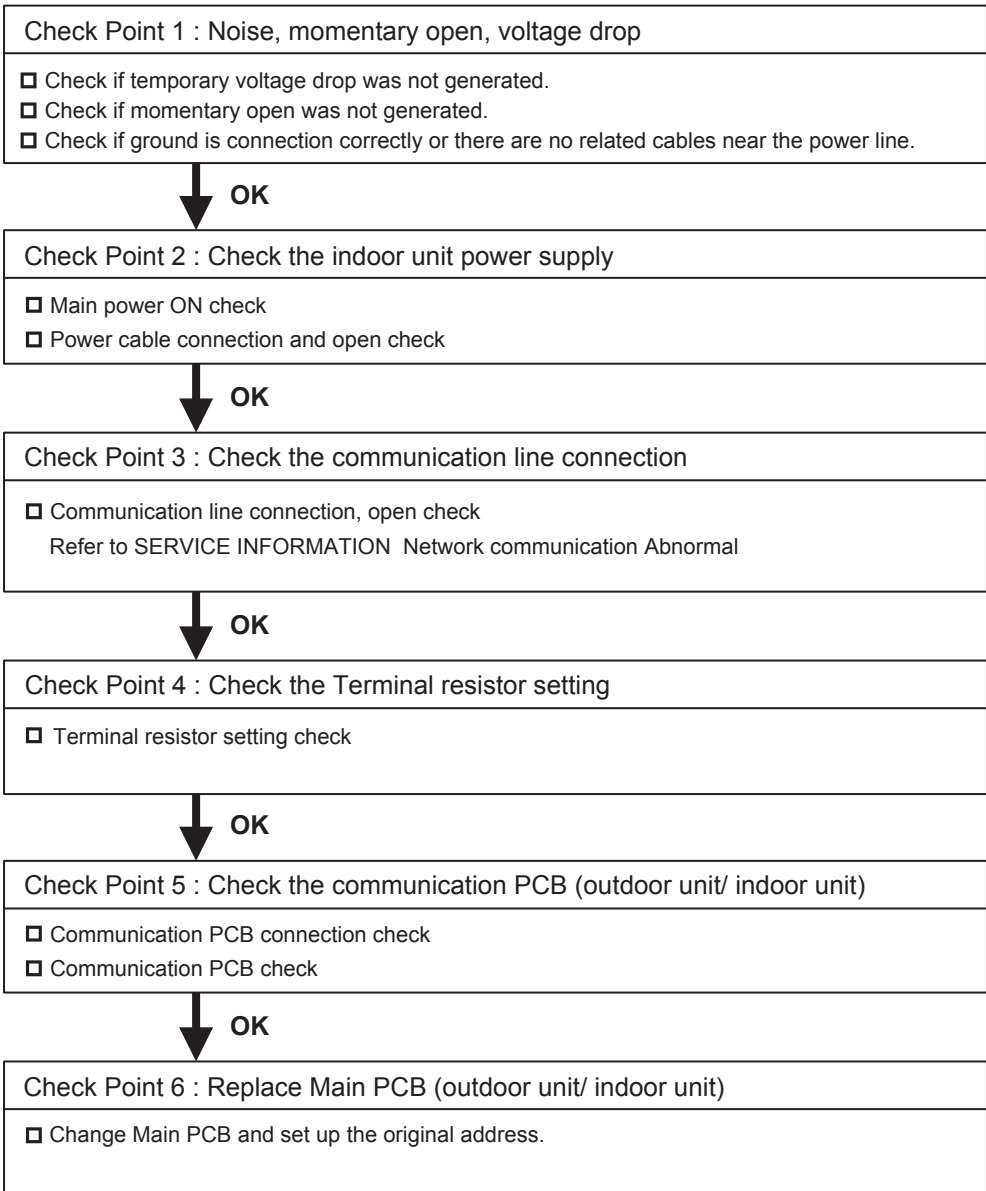 Check Point 1 : Noise, momentary open, voltage drop
Check if temporary voltage drop was not generated.
Check if momentary open was not generated.
Check if ground is connection correctly or there are no related cables near the power line.
OK
Check Point 2 : Check the indoor unit power supply
Main power ON check
Power cable connection and open check
OK
Check Point 3 : Check the communication line connection
Communication line connection, open check
Refer to SERVICE INFORMATION Network communication Abnormal
OK
Check Point 4 : Check the Terminal resistor setting
Terminal resistor setting check
OK
Check Point 5 : Check the communication PCB (outdoor unit/ indoor unit)
Communication PCB connection check
Communication PCB check
OK
Check Point 6 : Replace Main PCB (outdoor unit/ indoor unit)
Change Main PCB and set up the original address.